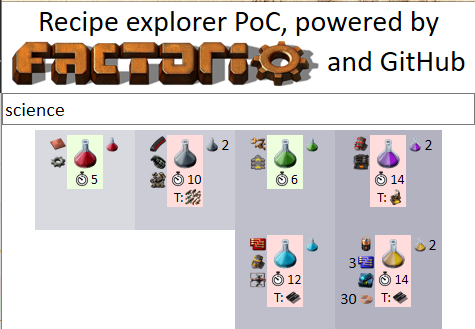 Recipe explorer PoC, powered by
FACTORIO and GitHub
science
2 2
5 10 6 14
T: T:
2
3
12 14
30 T: T: